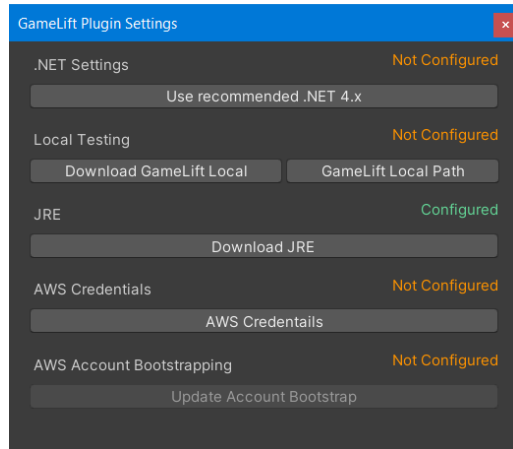 GameLift Plugin Settings
.NET Settings Not Configured
Use recommended .NET 4.x
Local Testing Not Configured
Download GameLift Local GameLift Local Path
JRE Configured
Download JRE
AWS Credentials Not Configured
AWS Credentails
AWS Account Bootstrapping Not Configured
Update Account Bootstrap